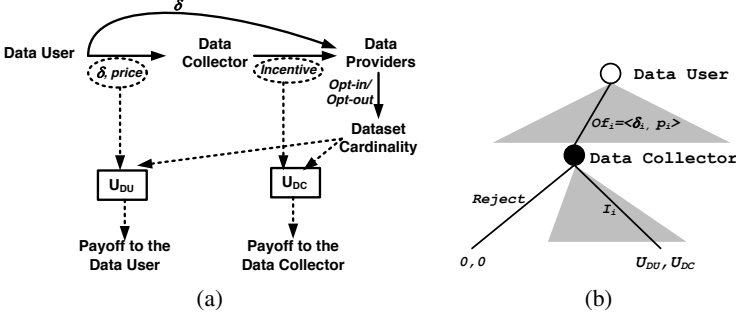 δ
Data User
Data
Collector
Data
Providers
δ, price
Incentive
Opt-in/
Opt-out
Dataset
Cardinality
U_DU
U_DC
Payoff to the
Data User
Payoff to the
Data Collector
(a)
Data User
Of_i=<δ_i, p_i>
Data Collector
Reject
I_i
0,0
U_DU, U_DC
(b)